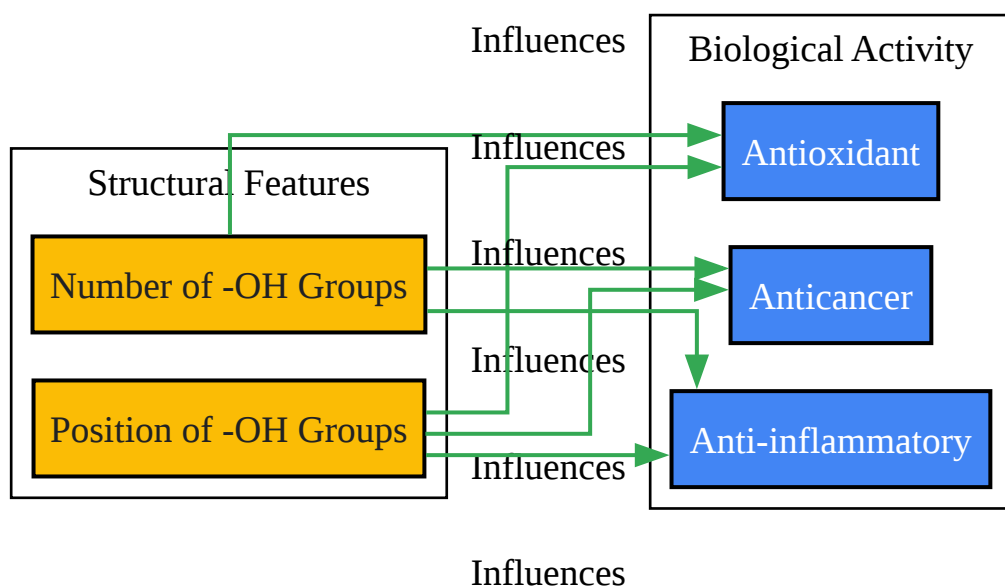 Influences
Biological Activity
Influences
Antioxidant
Structural Features
Influences
Number of -OH Groups
Anticancer
Influences
Position of -OH Groups
Anti-inflammatory
Influences
Influences